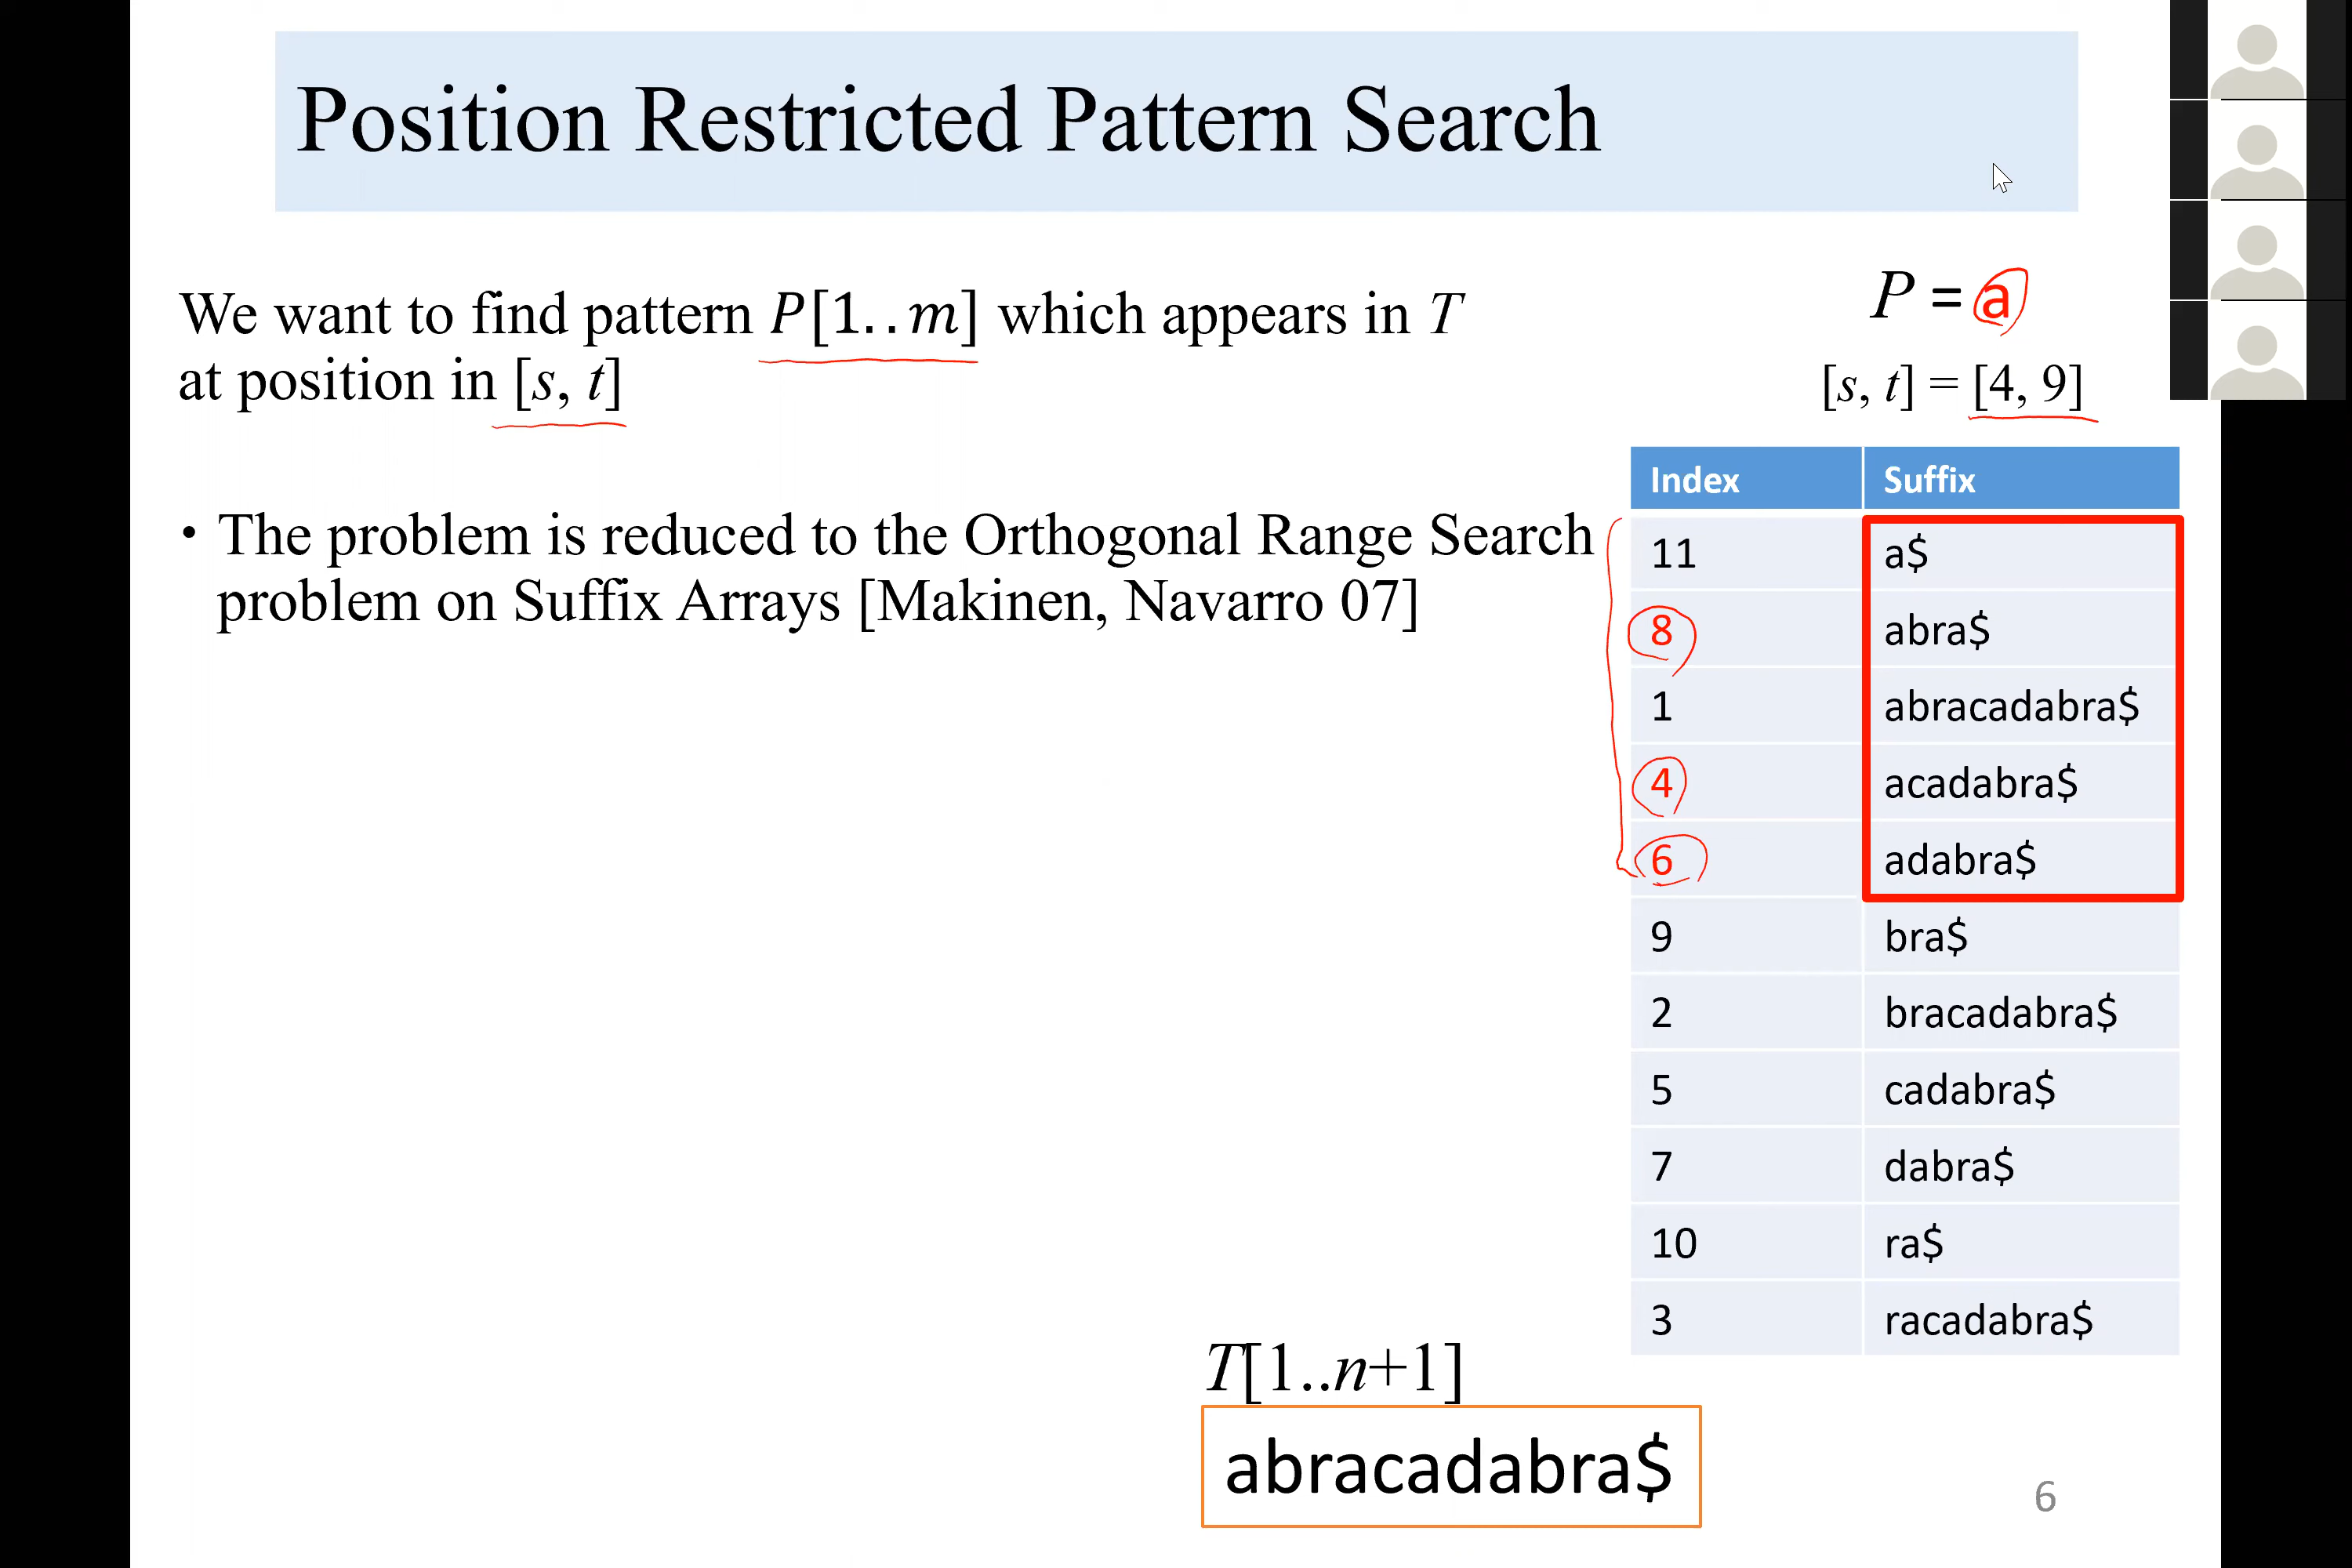 Position Restricted Pattern Search
We want to find pattern P[1..m] which appears in T
at position in [s, t]
• The problem is reduced to the Orthogonal Range Search
problem on Suffix Arrays [Makinen, Navarro 07]
P = a
[s, t] = [4, 9]
Index Suffix
11 a$
8 abra$
1 abracadabra$
4 acadabra$
6 adabra$
9 bra$
2 bracadabra$
5 cadabra$
7 dabra$
10 ra$
3 racadabra$
T[1..n+1]
abracadabra$
6